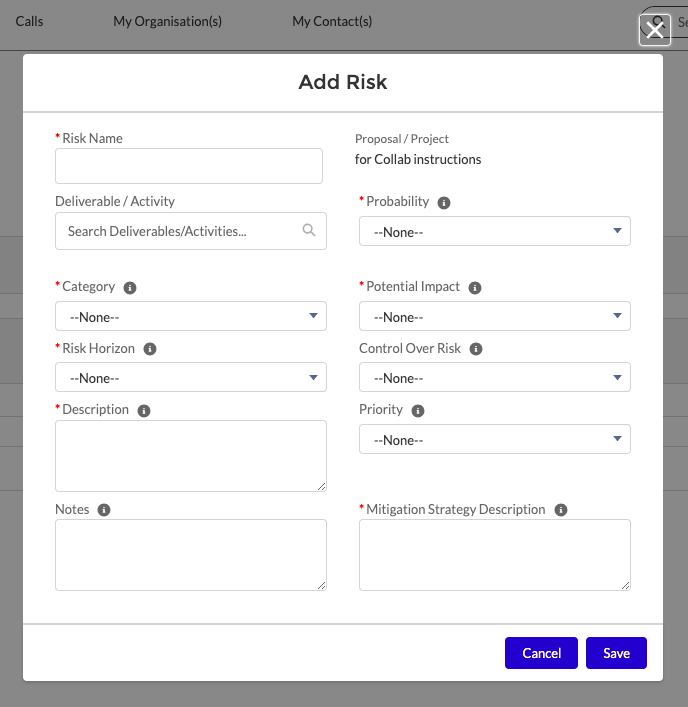 Calls My Organisation(s) My Contact(s) Se
Add Risk
* Risk Name
Proposal / Project
for Collab instructions
Deliverable / Activity
Search Deliverables/Activities...
* Probability
--None--
* Category
--None--
* Potential Impact
--None--
* Risk Horizon
--None--
Control Over Risk
--None--
* Description
Priority
--None--
Notes
* Mitigation Strategy Description
Cancel Save